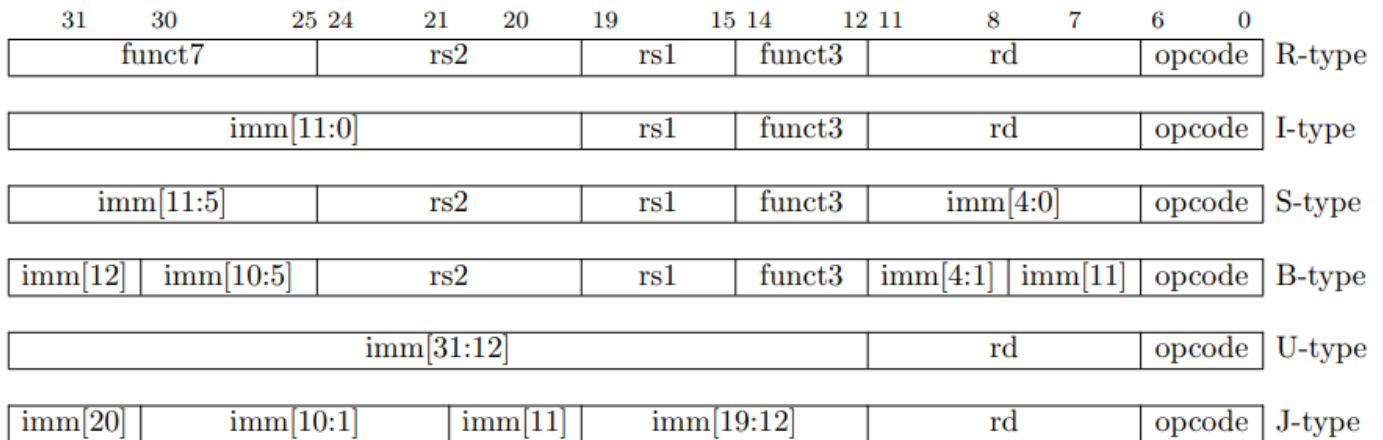 31 30 25 24 21 20 19 15 14 12 11 8 7 6 0
funct7 rs2 rs1 funct3 rd opcode R-type
imm[11:0] rs1 funct3 rd opcode I-type
imm[11:5] rs2 rs1 funct3 imm[4:0] opcode S-type
imm[12] imm[10:5] rs2 rs1 funct3 imm[4:1] imm[11] opcode B-type
imm[31:12] rd opcode U-type
imm[20] imm[10:1] imm[11] imm[19:12] rd opcode J-type